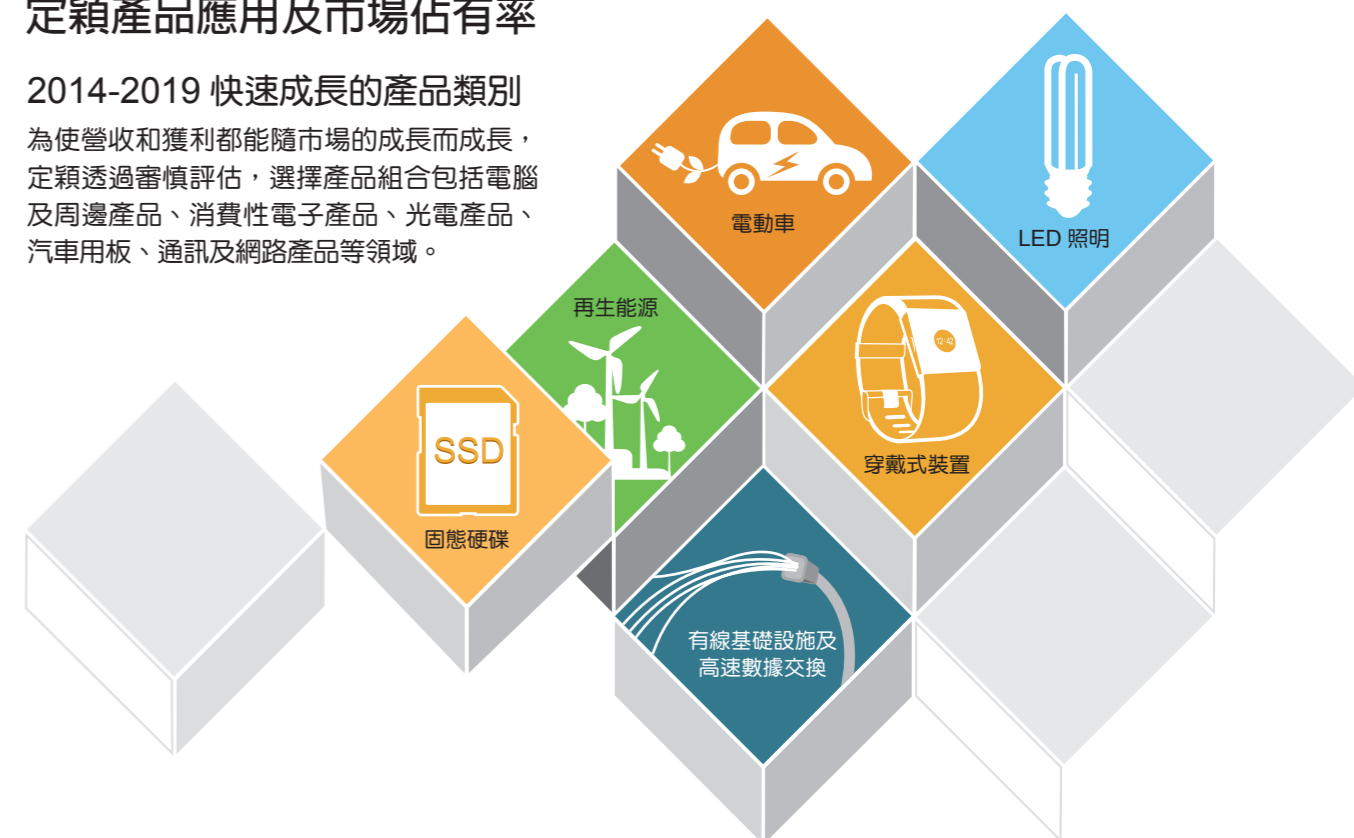 定穎產品應用及市場佔有率
2014-2019 快速成長的產品類別
為使營收和獲利都能隨市場的成長而成長，
定穎透過審慎評估，選擇產品組合包括電腦
及周邊產品、消費性電子產品、光電產品、
汽車用板、通訊及網路產品等領域。
電動車
LED 照明
再生能源
12:42
SSD
穿戴式裝置
固態硬碟
有線基礎設施及
高速數據交換